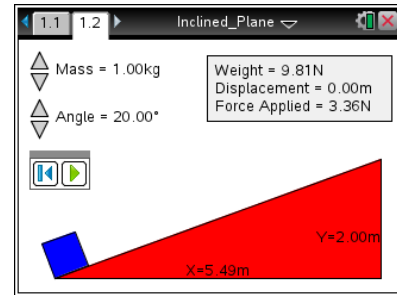 1.1 1.2 Inclined_Plane
Mass = 1.00kg
Angle = 20.00°
Weight = 9.81N
Displacement = 0.00m
Force Applied = 3.36N
Y=2.00m
X=5.49m